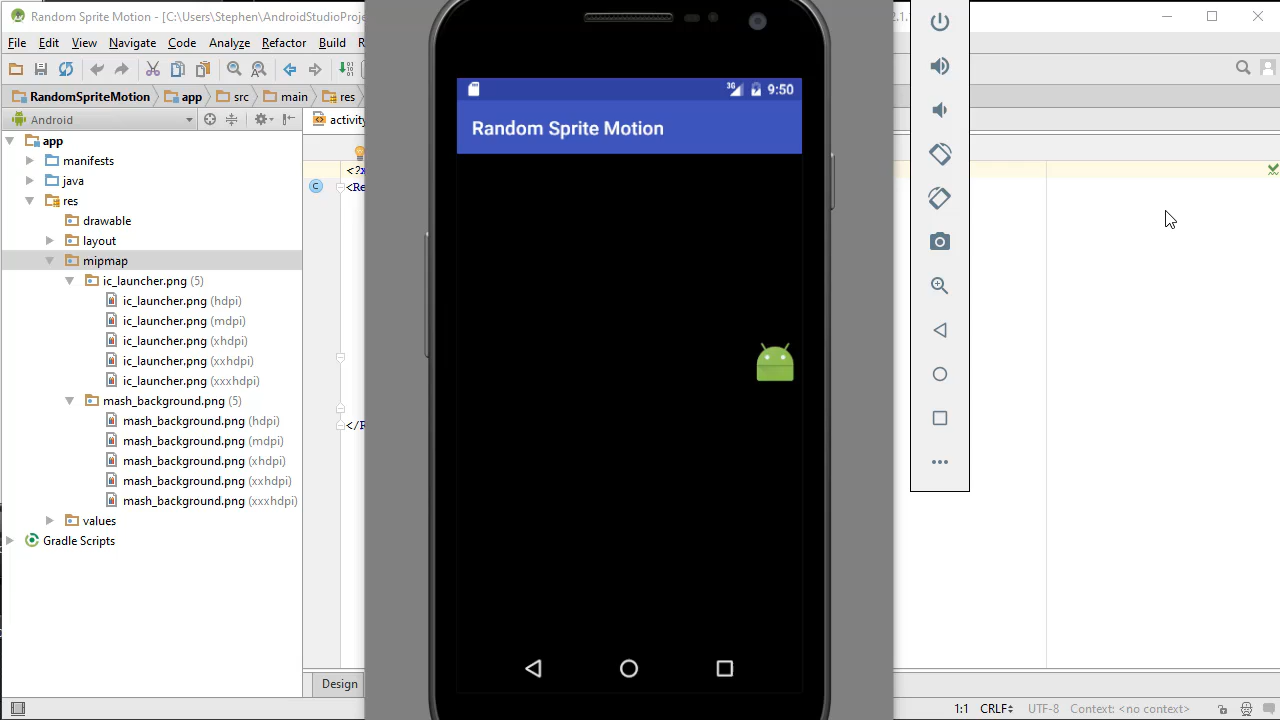 Random Sprite Motion - [C:\Users\Stephen\AndroidStudioProje
2.1.
File Edit View Navigate Code Analyze Refactor Build R
RandomSpriteMotion app src main res
Android
activity
app
manifests
java
res
drawable
layout
mipmap
ic_launcher.png (5)
ic_launcher.png (hdpi)
ic_launcher.png (mdpi)
ic_launcher.png (xhdpi)
ic_launcher.png (xxhdpi)
ic_launcher.png (xxxhdpi)
mash_background.png (5)
mash_background.png (hdpi)
mash_background.png (mdpi)
mash_background.png (xhdpi)
mash_background.png (xxhdpi)
mash_background.png (xxxhdpi)
values
Gradle Scripts
<?x
C
<Re
</R
Design
3G 9:50
Random Sprite Motion
1:1 CRLF UTF-8 Context: <no context>